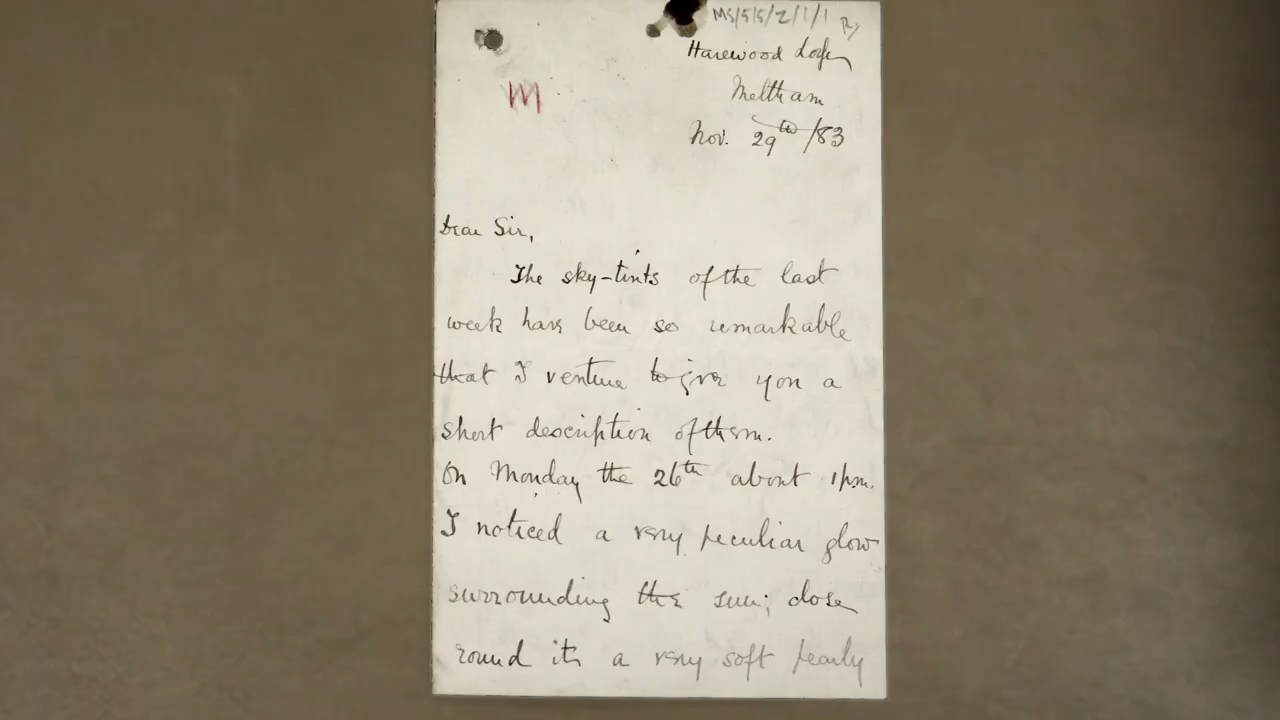 MS/5/5/2/1/1
Harewood Lodge
Meltham
Nov. 29th /83
M
Dear Sir,
The sky-tints of the last
week have been so remarkable
that I venture to give you a
short description of them.
On Monday the 26th about 1 p.m.
I noticed a very peculiar glow
surrounding the sun; close
round it a very soft pearly